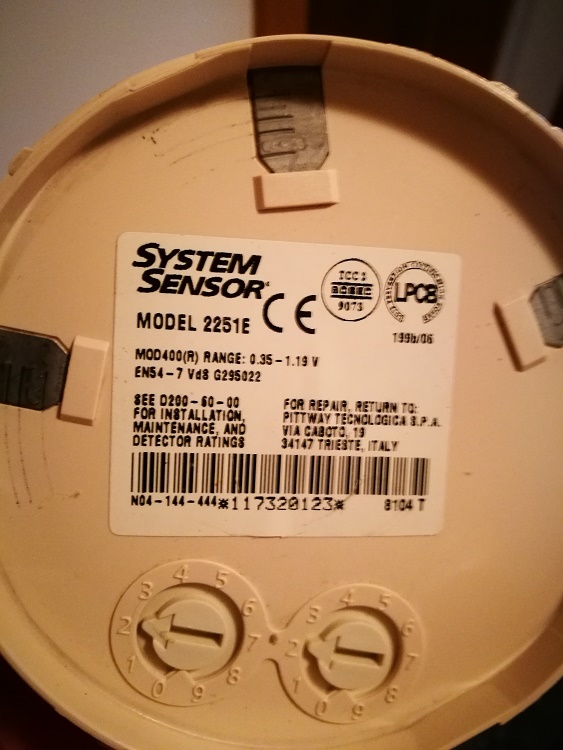 SYSTEM
SENSOR
CE
MODEL 2251E
9073
LPCB
199b/06
MOD400(R) RANGE: 0.35-1.19 V
EN54-7 VdS G295022
SEE D200-60-00
FOR INSTALLATION,
MAINTENANCE, AND
DETECTOR RATINGS
FOR REPAIR, RETURN TO:
PITTWAY TECNOLOGICA S.P.A.
VIA CABOTO, 19
34147 TRIESTE, ITALY
N04-144-444*117320123* 8104 T
0 1 2 3 4 5 6 7 8 9
0 1 2 3 4 5 6 7 8 9